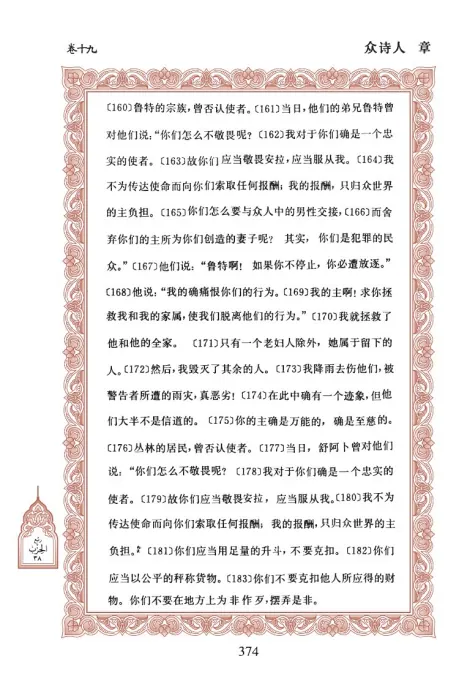 卷十九
众诗人 章
〔160〕鲁特的宗族，曾否认使者。〔161〕当日，他们的弟兄鲁特曾
对他们说：“你们怎么不敬畏呢？〔162〕我对于你们确是一个忠
实的使者。〔163〕故你们应当敬畏安拉，应当服从我。〔164〕我
不为传达使命而向你们索取任何报酬；我的报酬，只归众世界
的主负担。〔165〕你们怎么要与众人中的男性交接，〔166〕而舍
弃你们的主所为你们创造的妻子呢？ 其实， 你们是犯罪的民
众。”〔167〕他们说：“鲁特啊！ 如果你不停止，你必遭放逐。”
〔168〕他说：“我的确痛恨你们的行为。〔169〕我的主啊！求你拯
救我和我的家属，使我们脱离他们的行为。”〔170〕我就拯救了
他和他的全家。 〔171〕只有一个老妇人除外，她属于留下的
人。〔172〕然后，我毁灭了其余的人。〔173〕我降雨去伤他们，被
警告者所遭的雨灾，真恶劣！〔174〕在此中确有一个迹象，但他
们大半不是信道的。〔175〕你的主确是万能的， 确是至慈的。
〔176〕丛林的居民，曾否认使者。〔177〕当日， 舒阿卜曾对他们
说：“你们怎么不敬畏呢？〔178〕我对于你们确是一个忠实的
使者。〔179〕故你们应当敬畏安拉， 应当服从我。〔180〕我不为
传达使命而向你们索取任何报酬；我的报酬，只归众世界的主
负担。〔181〕你们应当用足量的升斗，不要克扣。〔182〕你们
应当以公平的秤称货物。〔183〕你们不要克扣他人所应得的财
物。你们不要在地方上为非作歹，摆弄是非。
ربع
الحزب
٣٨
374